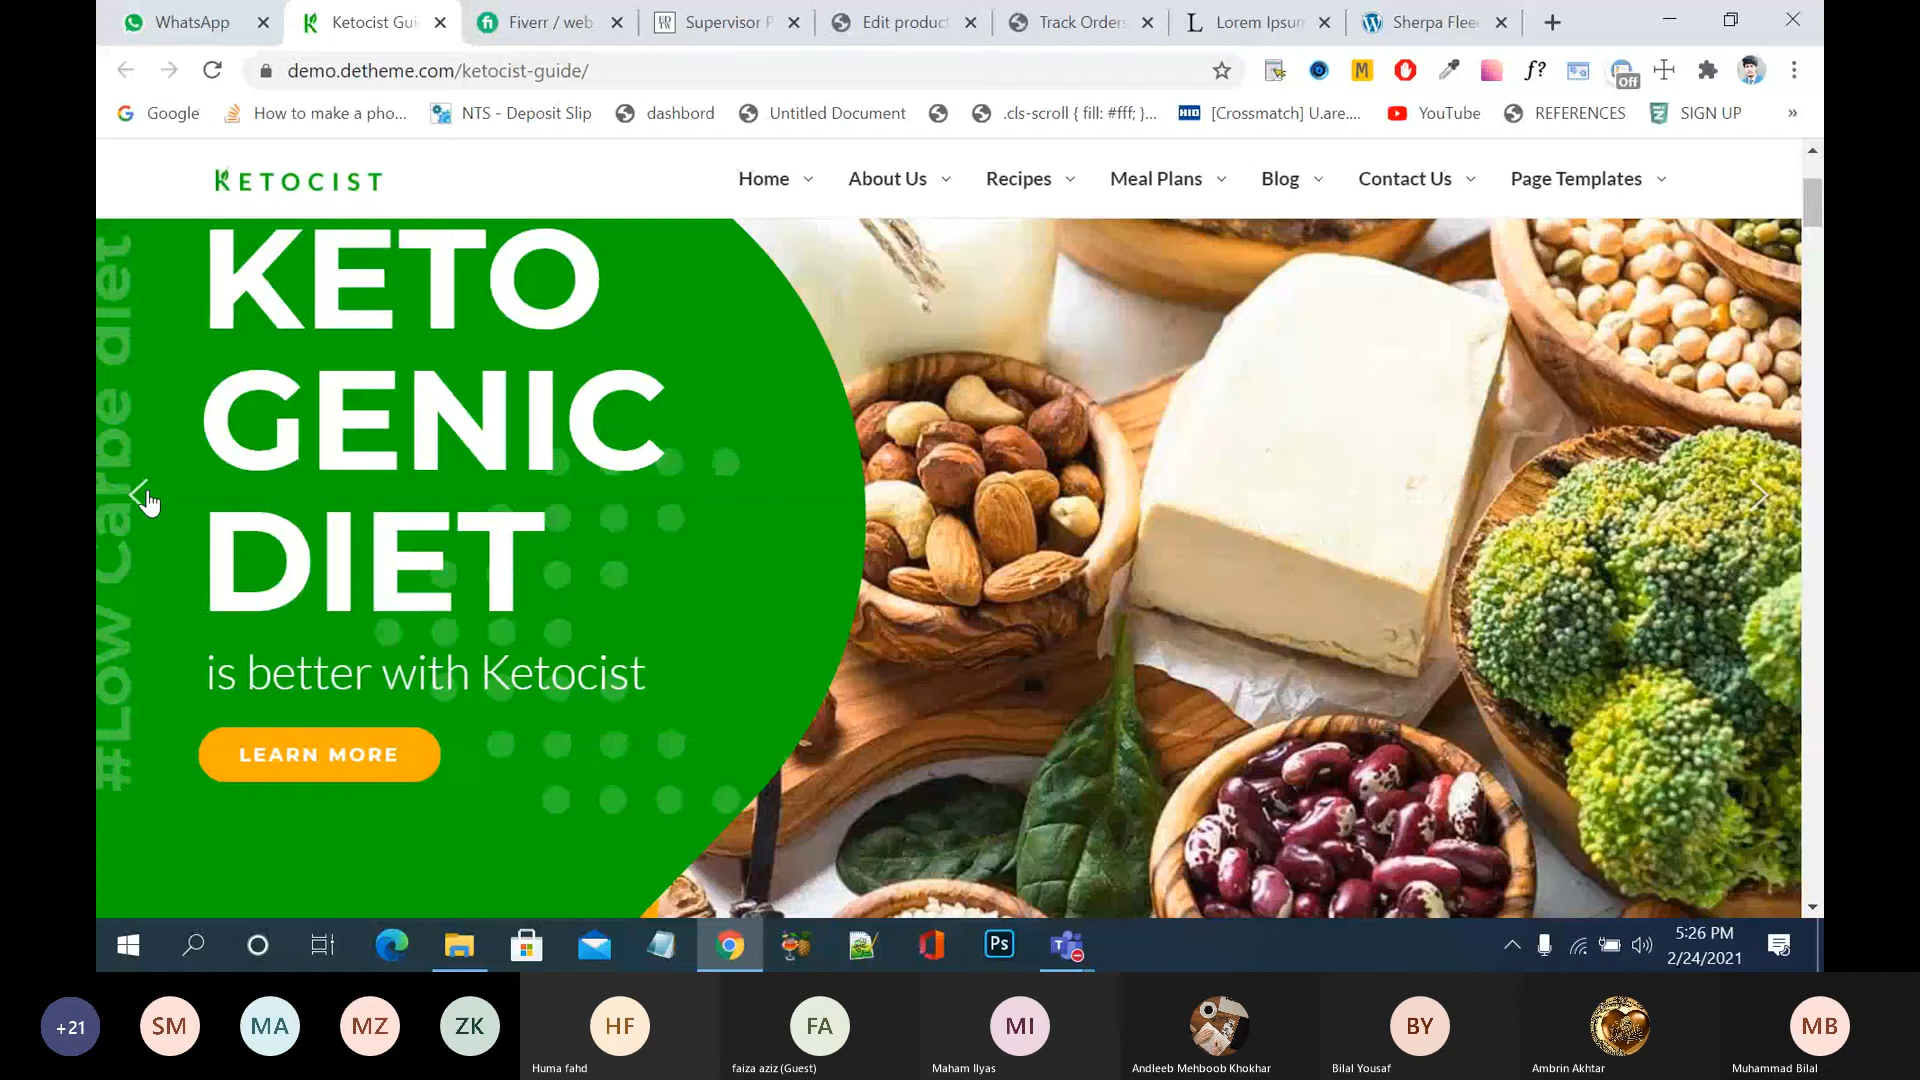 WhatsApp
Ketocist Gui
Fiverr / web
Supervisor P
Edit product
Track Orders
Lorem Ipsum
Sherpa Flee
demo.detheme.com/ketocist-guide/
M
f?
Off
Google
How to make a pho...
NTS - Deposit Slip
dashbord
Untitled Document
.cls-scroll { fill: #fff; }...
HID
[Crossmatch] U.are....
YouTube
REFERENCES
SIGN UP
»
KETOCIST
Home
About Us
Recipes
Meal Plans
Blog
Contact Us
Page Templates
#Low Carbe diet
KETO
GENIC
DIET
is better with Ketocist
LEARN MORE
Ps
5:26 PM
2/24/2021
+21
SM
MA
MZ
ZK
HF
Huma fahd
FA
faiza aziz (Guest)
MI
Maham Ilyas
Andleeb Mehboob Khokhar
BY
Bilal Yousaf
Ambrin Akhtar
MB
Muhammad Bilal